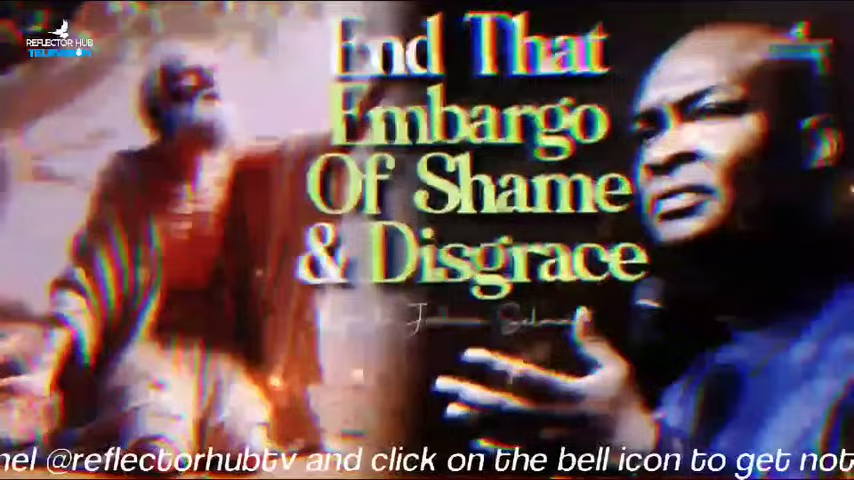 REFLECTOR HUB
TELEVISION
End That
Embargo
Of Shame
& Disgrace
nel @reflectorhubtv and click on the bell icon to get not